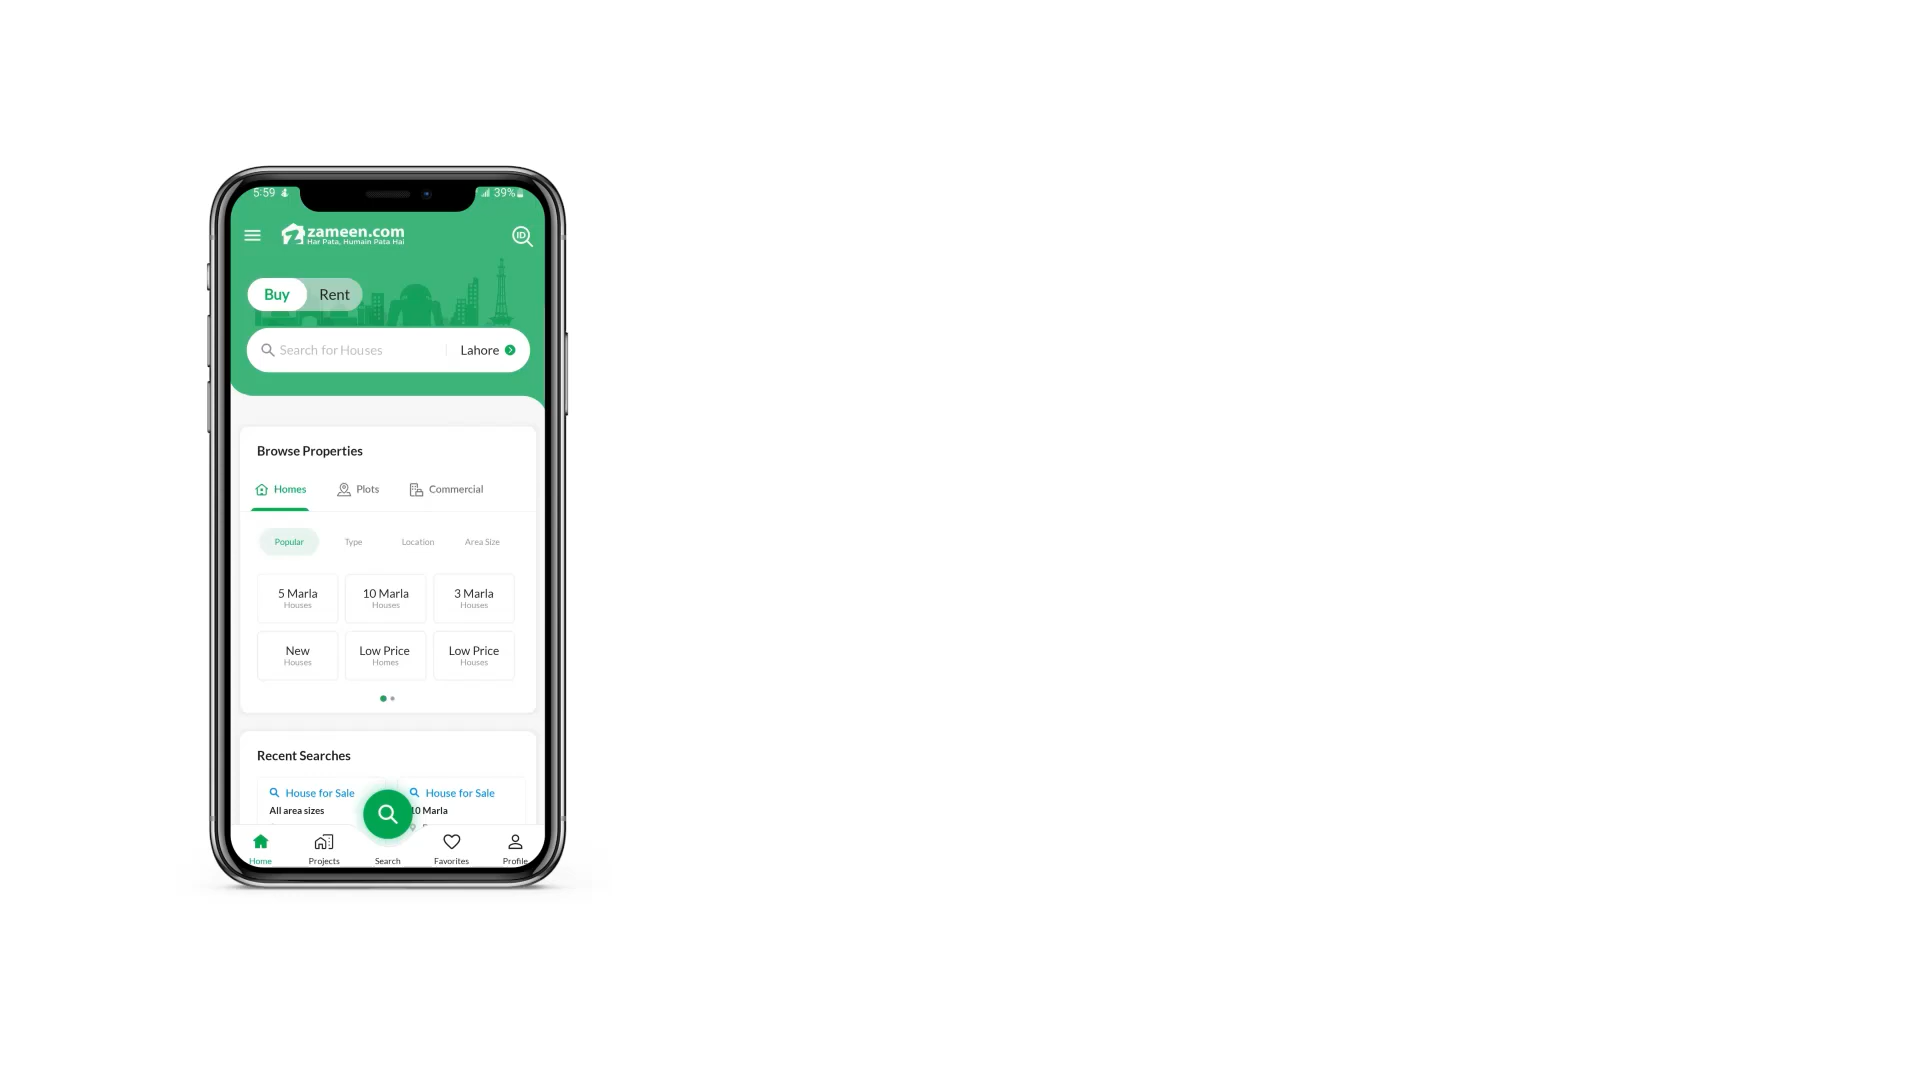 5:59
39%
zameen.com
Har Pata, Humain Pata Hai
ID
Buy
Rent
Search for Houses
Lahore
Browse Properties
Homes
Plots
Commercial
Popular
Type
Location
Area Size
5 Marla
Houses
10 Marla
Houses
3 Marla
Houses
New
Houses
Low Price
Homes
Low Price
Houses
Recent Searches
House for Sale
All area sizes
House for Sale
10 Marla
Home
Projects
Search
Favorites
Profile